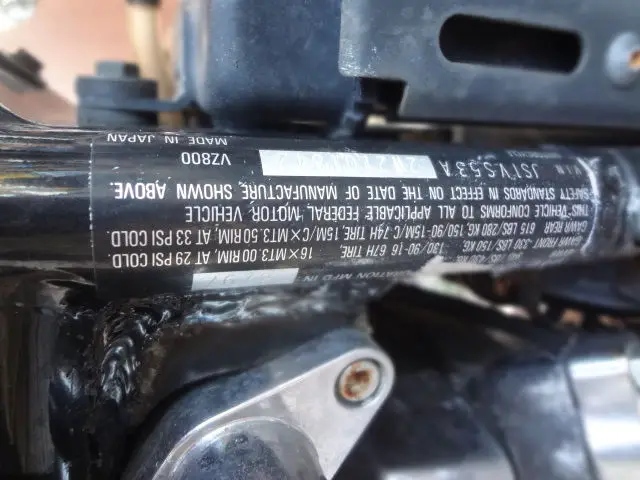 GAWR FRONT 330 LBS/150 KG, 130/90-16 67H TIRE, 16×MT3.00 RIM, AT 29 PSI COLD.
GAWR REAR 615 LBS/280 KG, 150/90-15M/C 74H TIRE, 15M/C×MT3.50 RIM, AT 33 PSI COLD.
THIS VEHICLE CONFORMS TO ALL APPLICABLE FEDERAL MOTOR VEHICLE
SAFETY STANDARDS IN EFFECT ON THE DATE OF MANUFACTURE SHOWN ABOVE.
JS1VS53A VZ800
MADE IN JAPAN